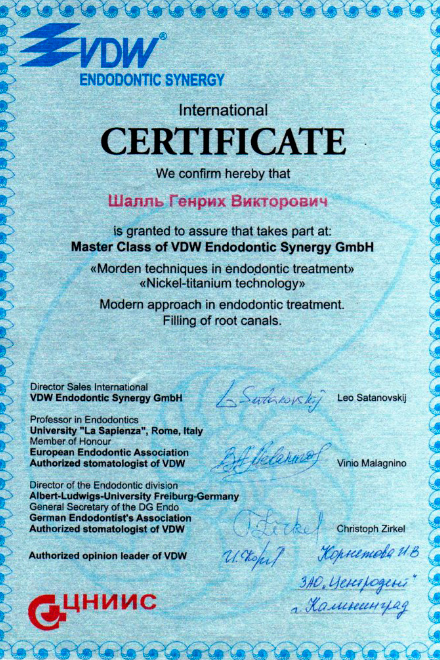 VDW®
ENDODONTIC SYNERGY
International
CERTIFICATE
We confirm hereby that
Шалль Генрих Викторович
is granted to assure that takes part at:
Master Class of VDW Endodontic Synergy GmbH
«Morden techniques in endodontic treatment»
«Nickel-titanium technology»
Modern approach in endodontic treatment.
Filling of root canals.
Director Sales International
VDW Endodontic Synergy GmbH
L Satanovskij Leo Satanovskij
Professor in Endodontics
University "La Sapienza", Rome, Italy
Member of Honour
European Endodontic Association
Authorized stomatologist of VDW
Vinio Malagnino
Director of the Endodontic division
Albert-Ludwigs-University Freiburg-Germany
General Secretary of the DG Endo
German Endodontist's Association
Authorized stomatologist of VDW
Zirkel Christoph Zirkel
Authorized opinion leader of VDW
Корнетова И.В
ЗАО „Центродент"
г. Калининград
ЦНИИС